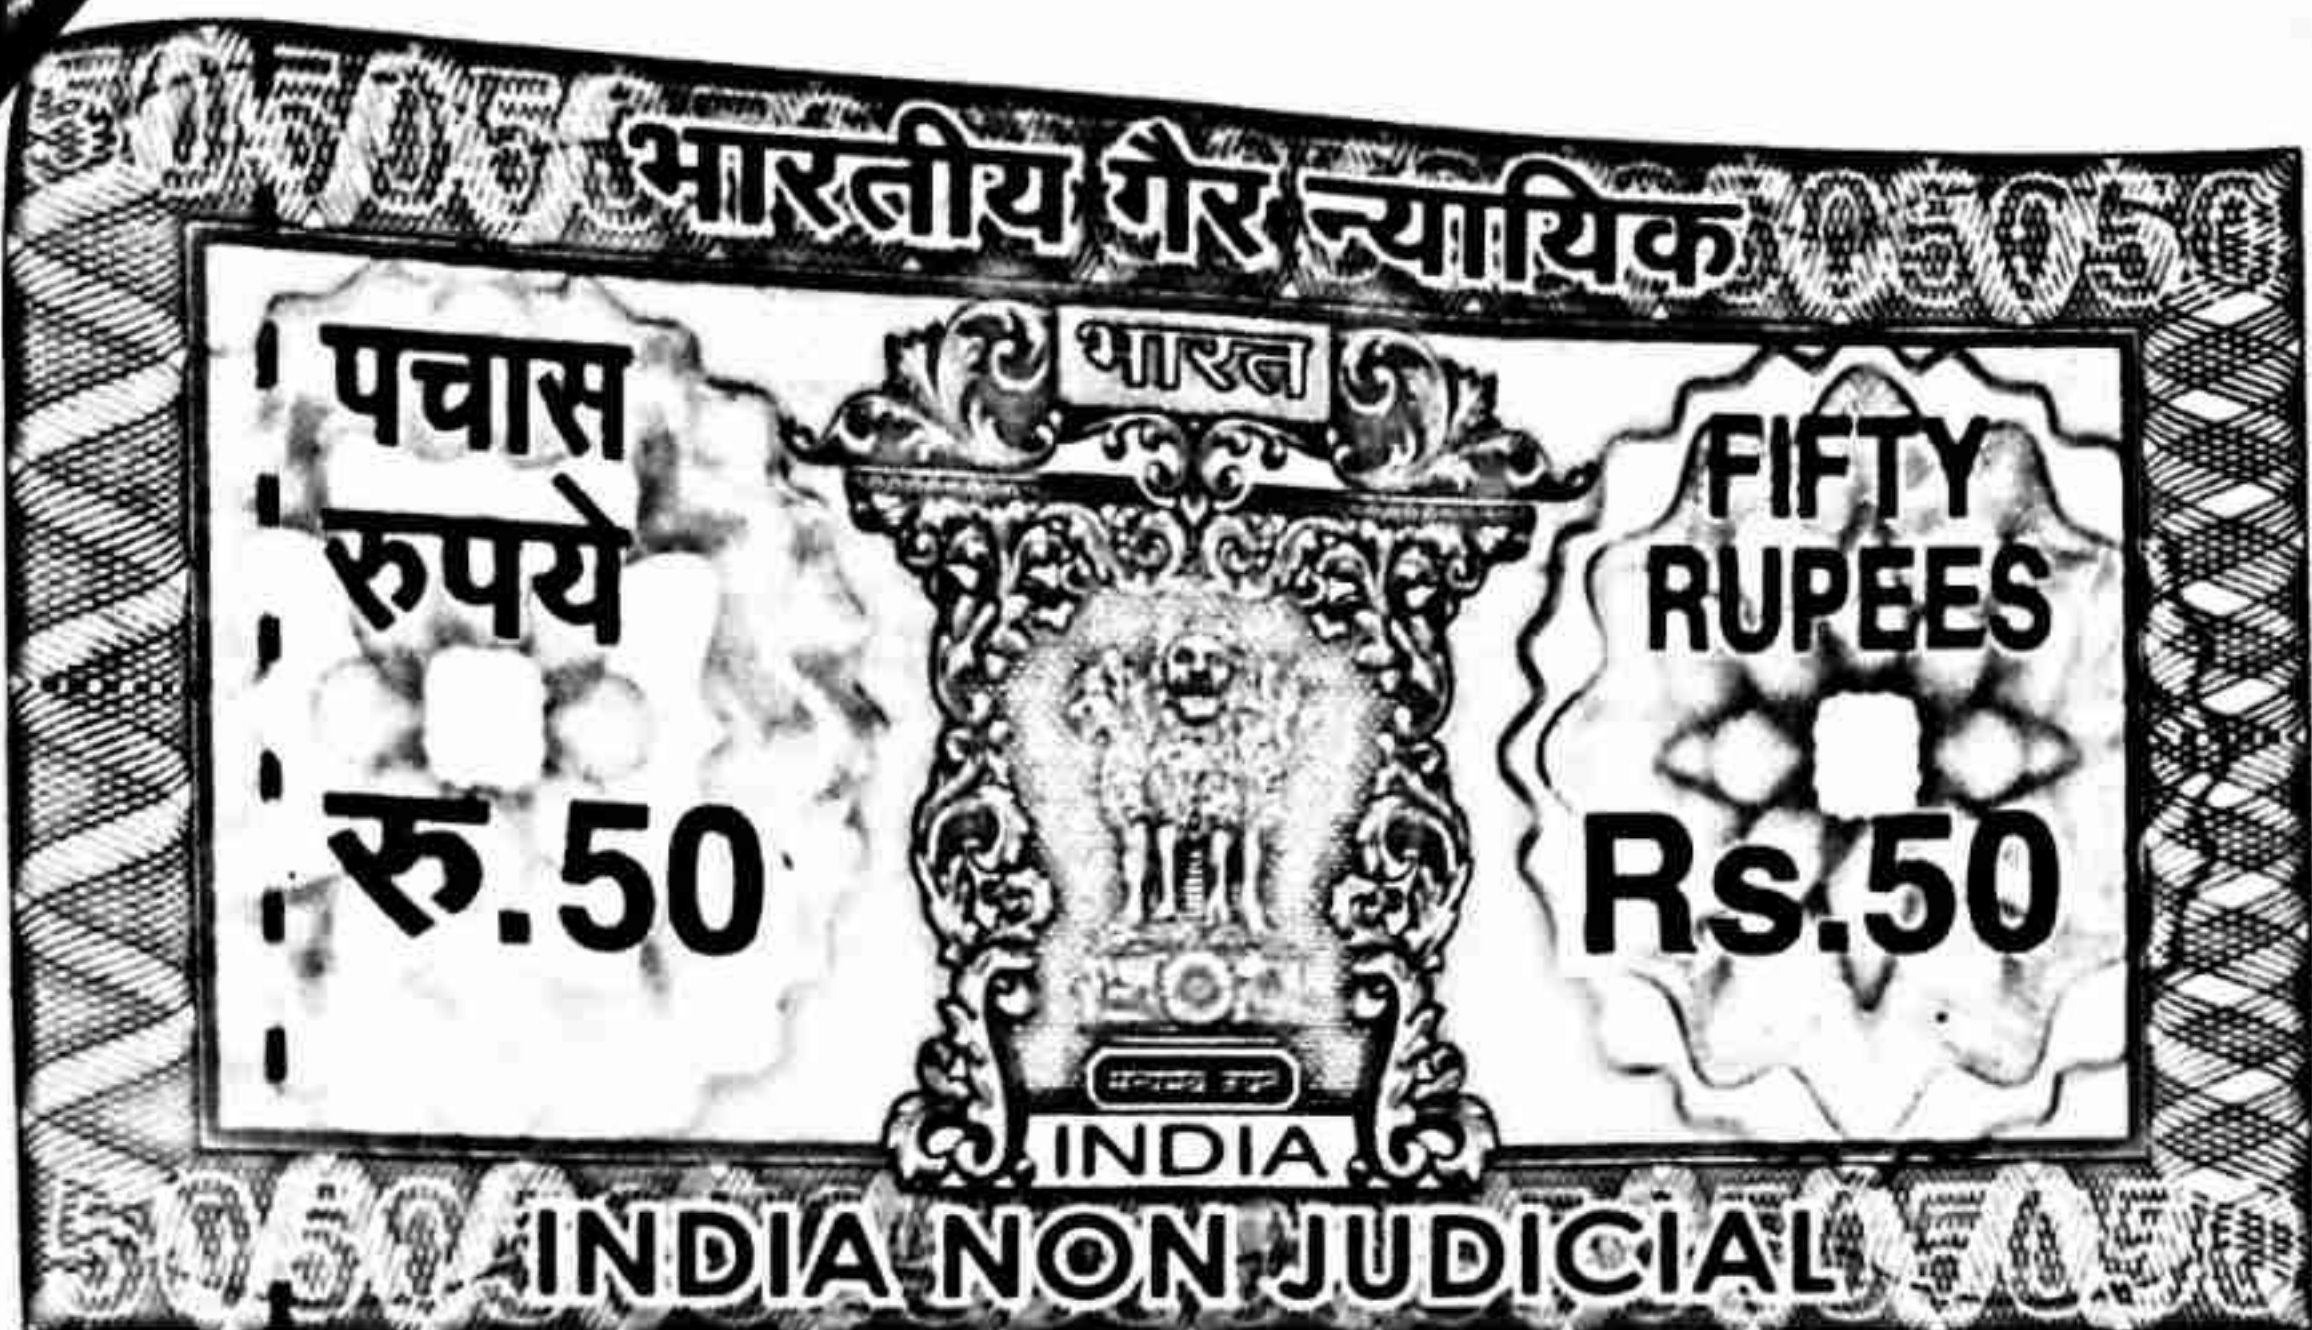 भारतीय गैर न्यायिक
भारत
पचास
रुपये
रु.50
FIFTY
RUPEES
Rs.50
INDIA
INDIA NON JUDICIAL